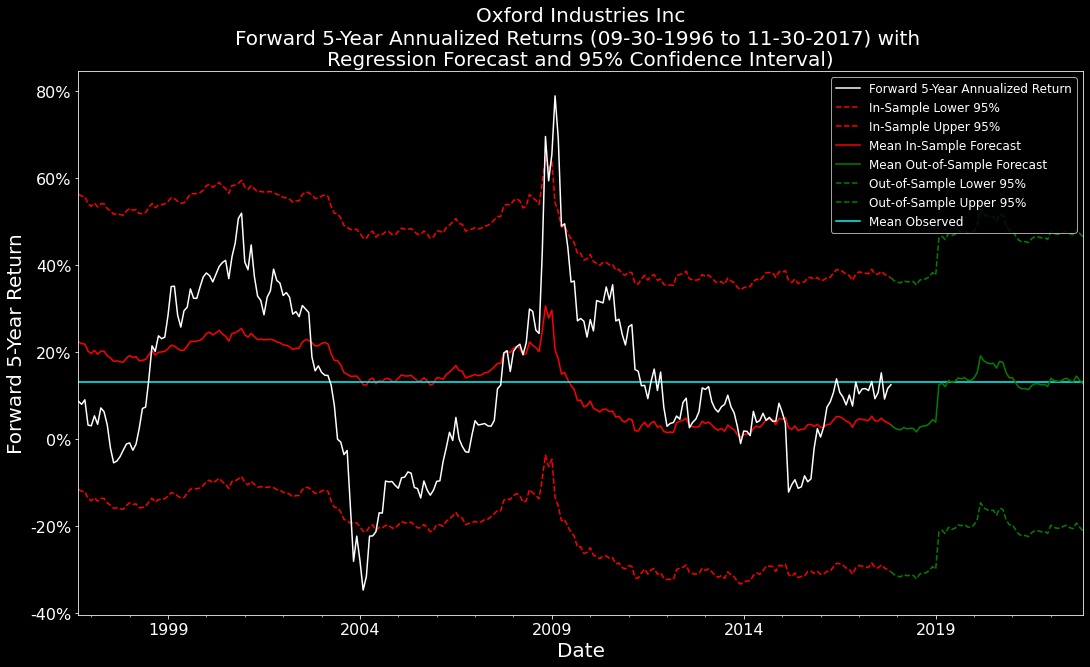 Oxford Industries Inc
Forward 5-Year Annualized Returns (09-30-1996 to 11-30-2017) with
Regression Forecast and 95% Confidence Interval)
Forward 5-Year Annualized Return
In-Sample Lower 95%
In-Sample Upper 95%
Mean In-Sample Forecast
Mean Out-of-Sample Forecast
Out-of-Sample Lower 95%
Out-of-Sample Upper 95%
Mean Observed
Forward 5-Year Return
80%
60%
40%
20%
0%
-20%
-40%
1999
2004
2009
2014
2019
Date